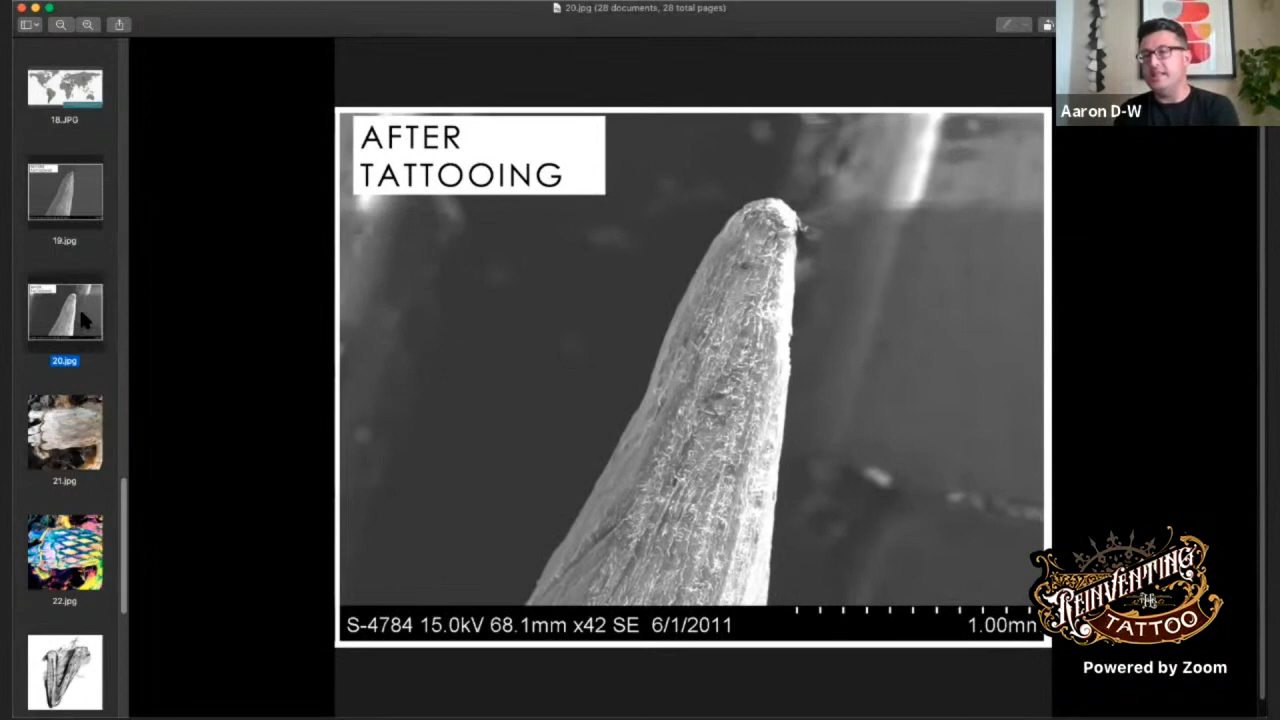 20.jpg (28 documents, 28 total pages)
18.JPG
19.jpg
20.jpg
21.jpg
22.jpg
AFTER
TATTOOING
S-4784 15.0kV 68.1mm x42 SE 6/1/2011
1.00mm
Aaron D-W
REINVENTING
THE
TATTOO
Powered by Zoom